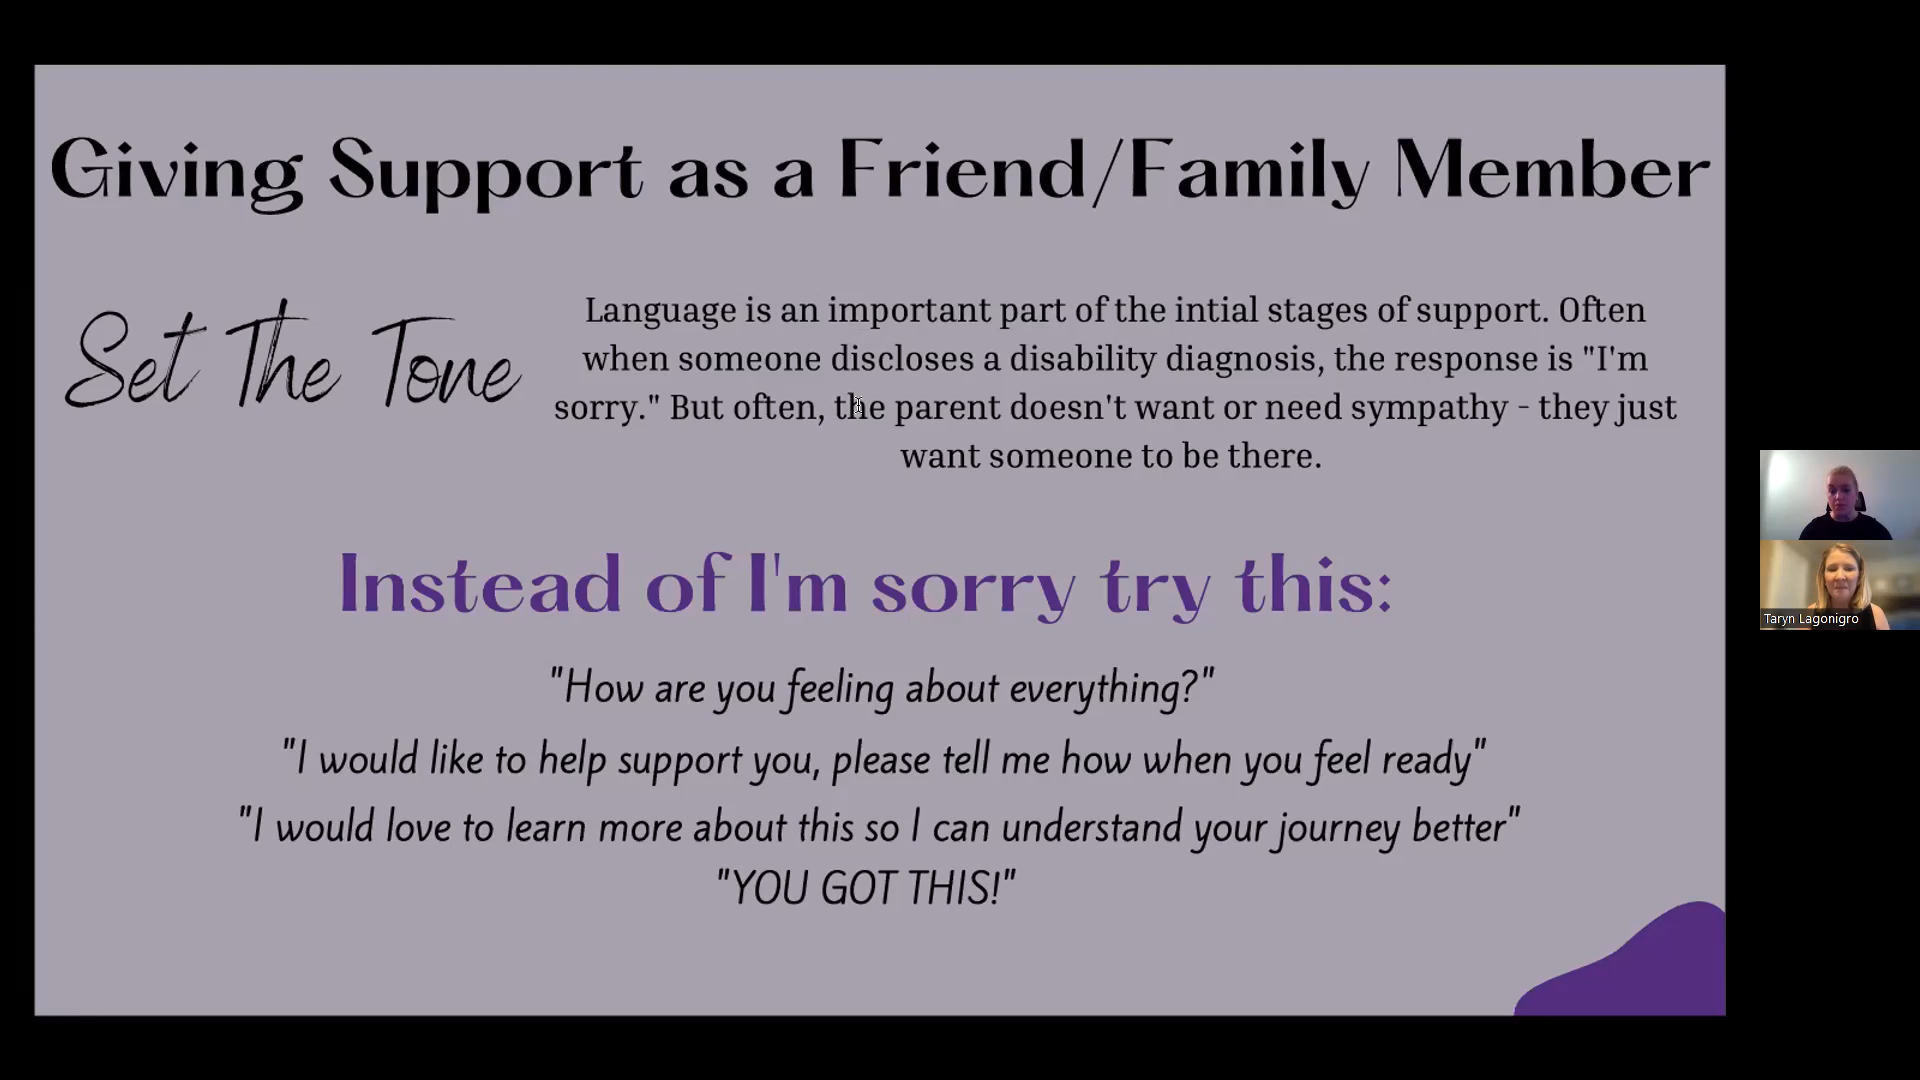 Giving Support as a Friend/Family Member
Set The Tone
Language is an important part of the intial stages of support. Often
when someone discloses a disability diagnosis, the response is "I'm
sorry." But often, the parent doesn't want or need sympathy - they just
want someone to be there.
Instead of I'm sorry try this:
"How are you feeling about everything?"
"I would like to help support you, please tell me how when you feel ready"
"I would love to learn more about this so I can understand your journey better"
"YOU GOT THIS!"
Taryn Lagonigro